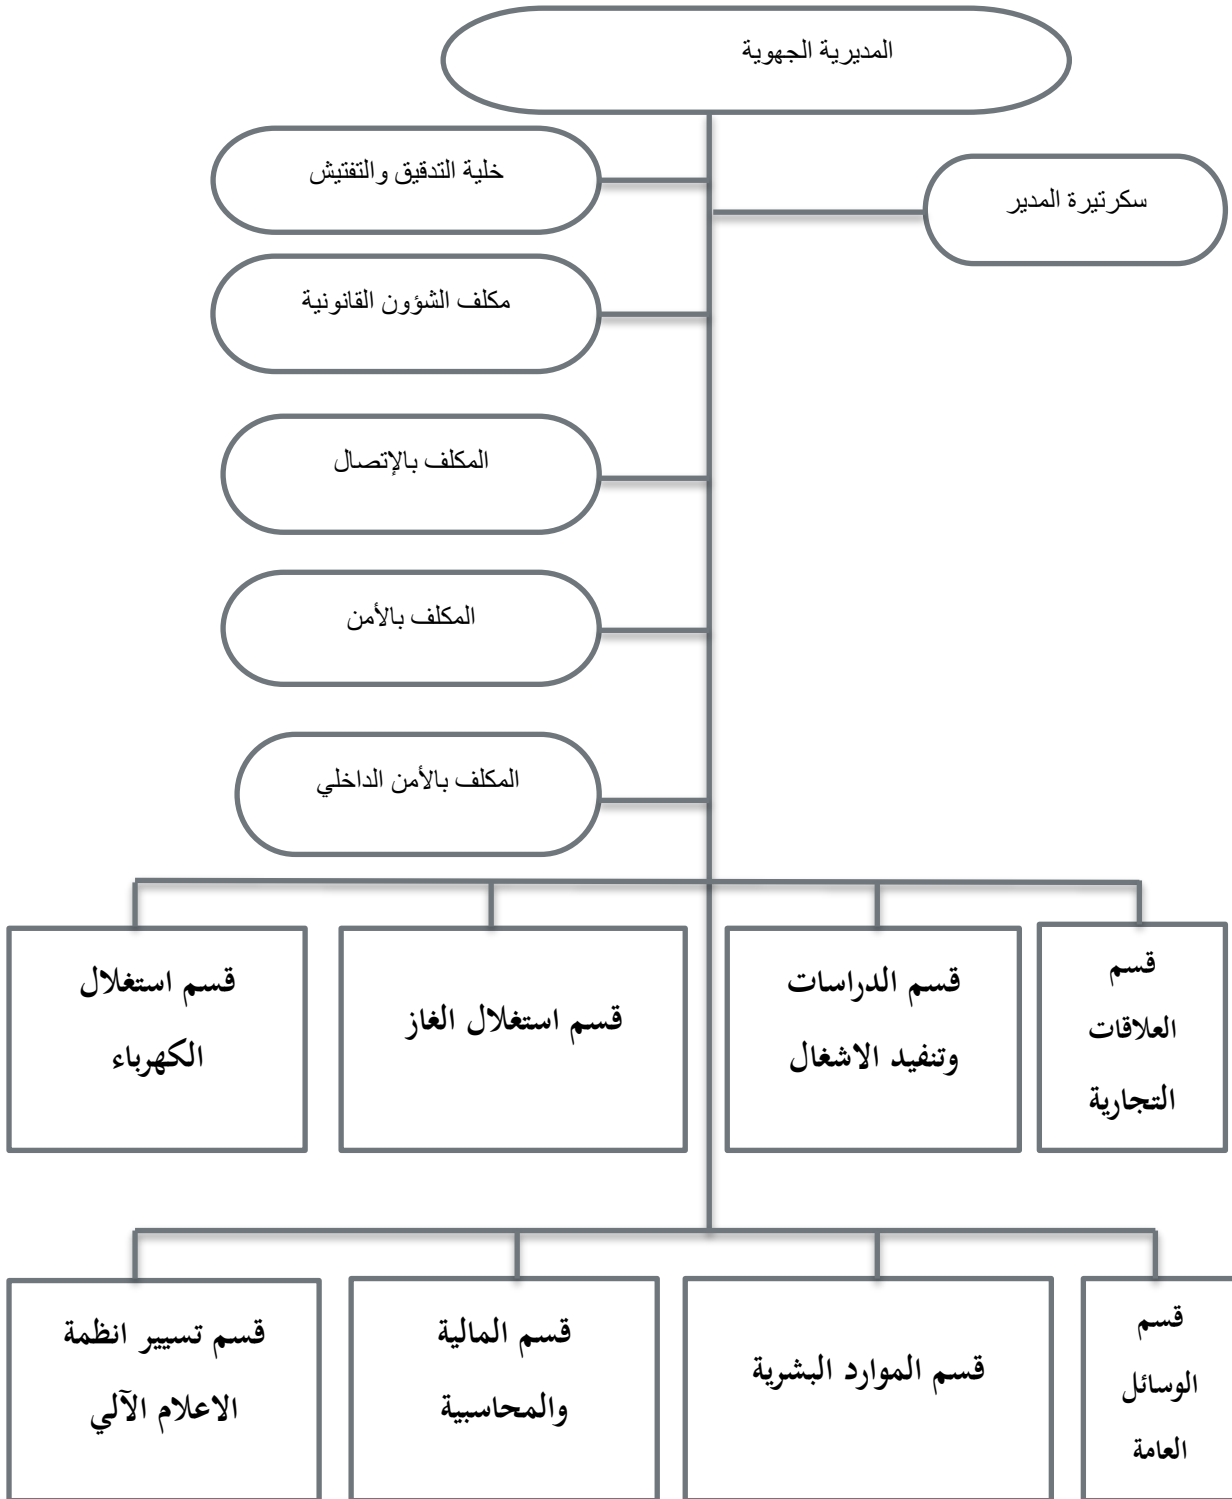 المديرية الجهوية
خلية التدقيق والتفتيش
سكرتيرة المدير
مكلف الشؤون القانونية
المكلف بالإتصال
المكلف بالأمن
المكلف بالأمن الداخلي
قسم
العلاقات
التجارية
قسم الدراسات
وتنفيد الاشغال
قسم استغلال الغاز
قسم استغلال
الكهرباء
قسم
الوسائل
العامة
قسم الموارد البشرية
قسم المالية
والمحاسبية
قسم تسيير انظمة
الاعلام الآلي